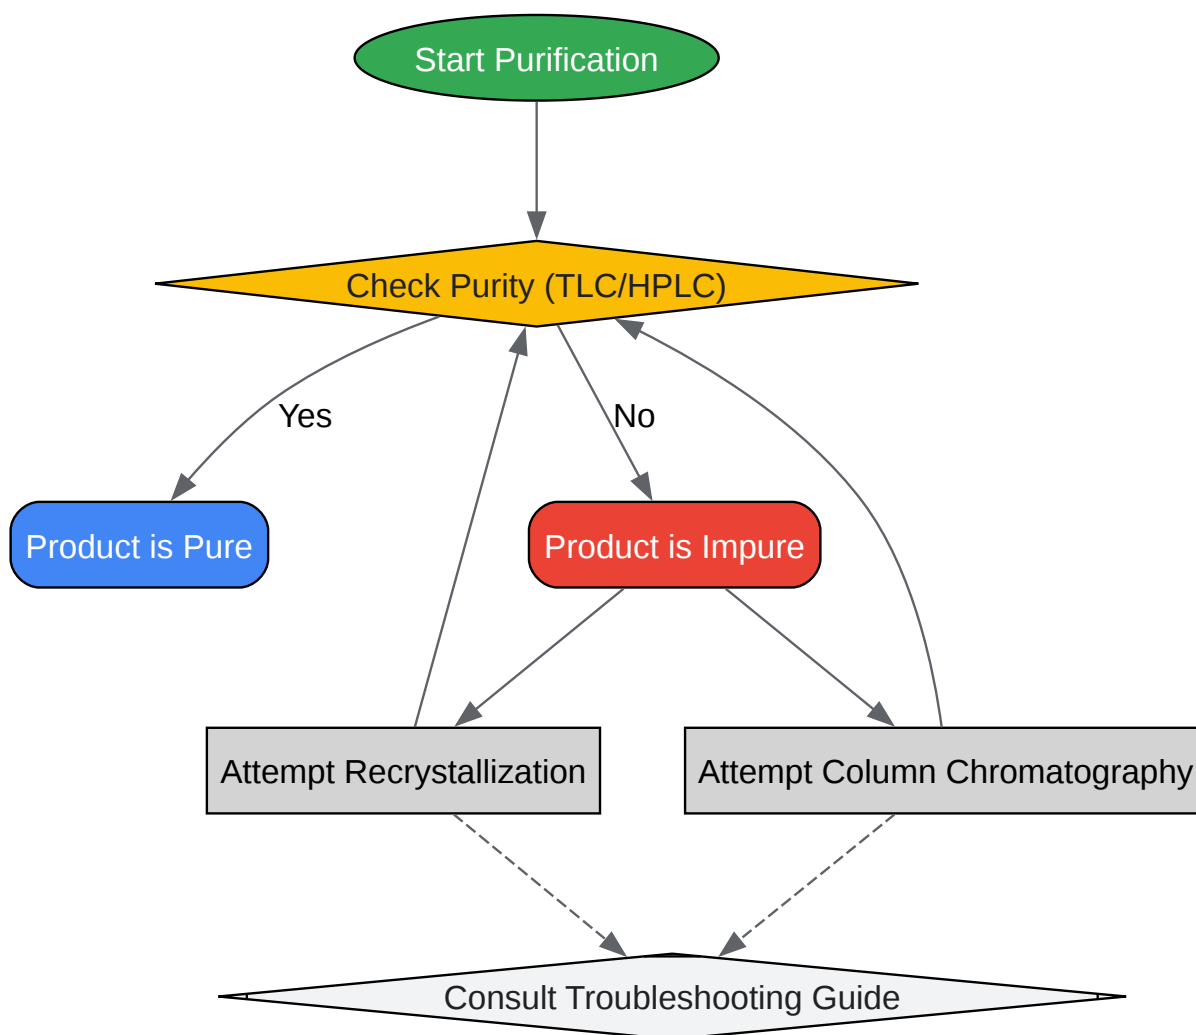 Start Purification
Check Purity (TLC/HPLC)
Yes
No
Product is Pure
Product is Impure
Attempt Recrystallization
Attempt Column Chromatography
Consult Troubleshooting Guide